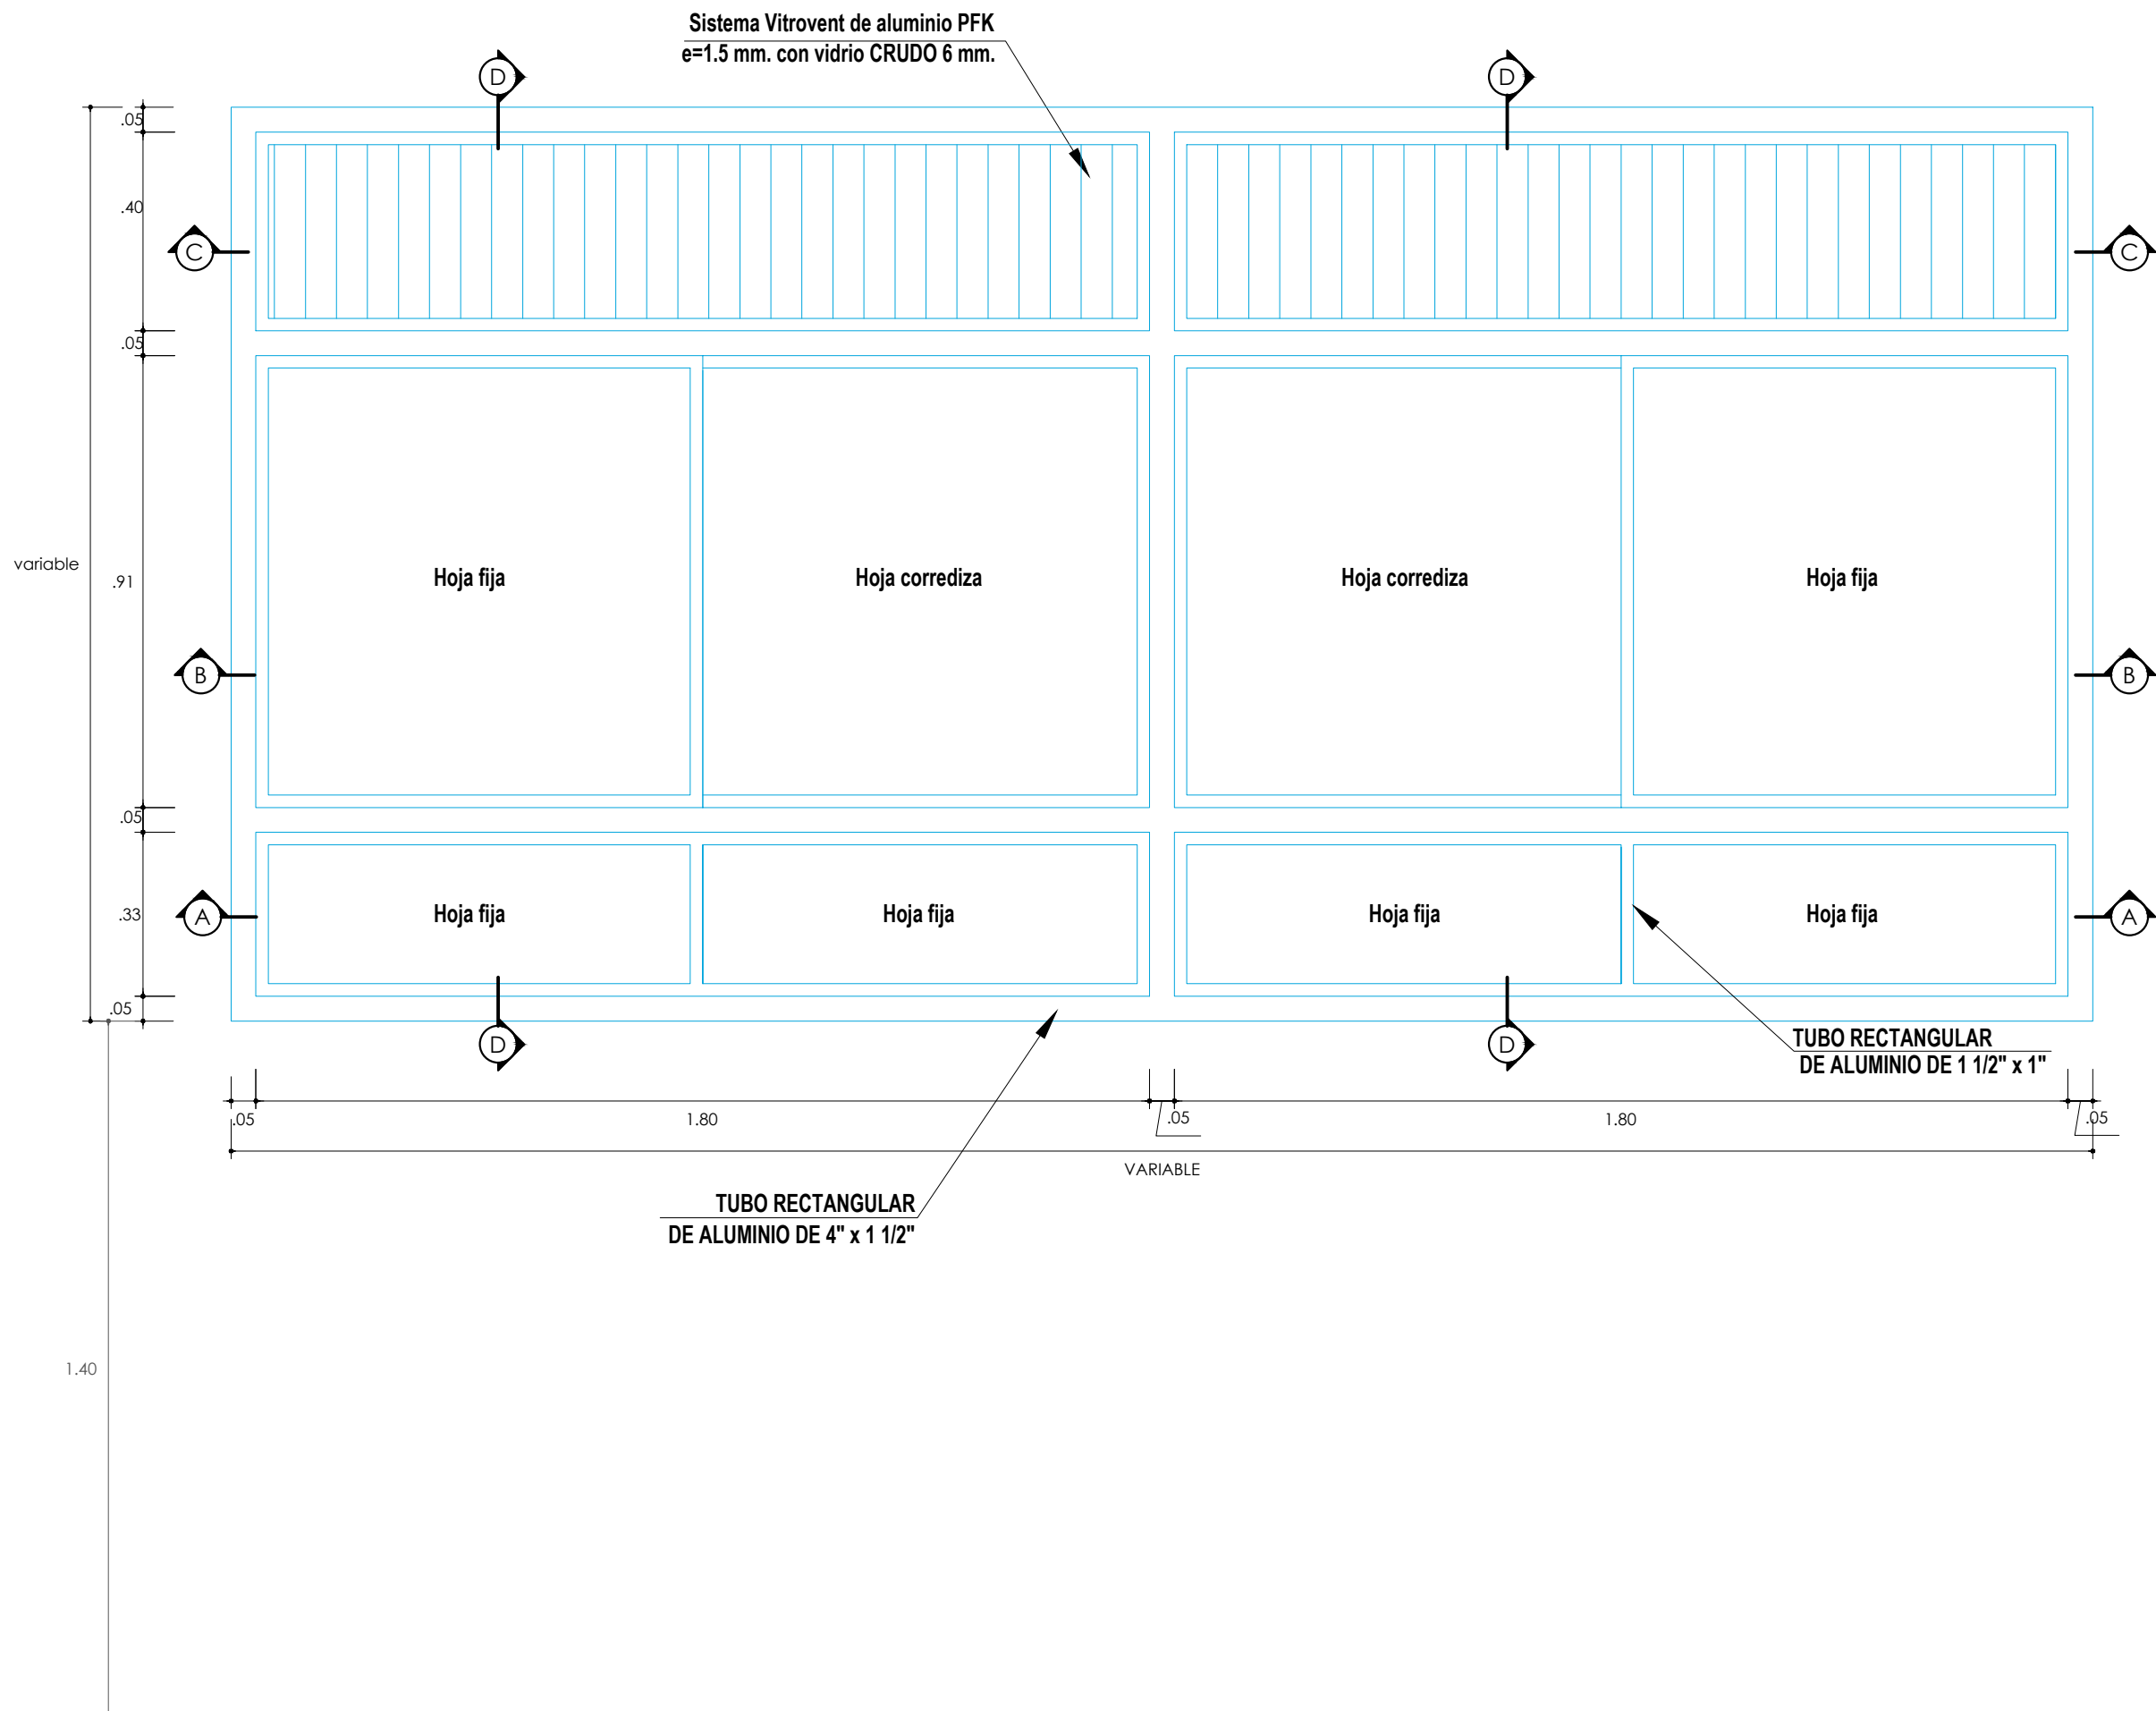 Sistema Vitrovent de aluminio PFK
e=1.5 mm. con vidrio CRUDO 6 mm.
D
D
.05
.40
C
C
.05
variable
.91
Hoja fija
Hoja corrediza
Hoja corrediza
Hoja fija
B
B
.05
.33
A
Hoja fija
Hoja fija
Hoja fija
Hoja fija
A
.05
D
D
TUBO RECTANGULAR
DE ALUMINIO DE 1 1/2" x 1"
.05
1.80
.05
1.80
.05
VARIABLE
TUBO RECTANGULAR
DE ALUMINIO DE 4" x 1 1/2"
1.40